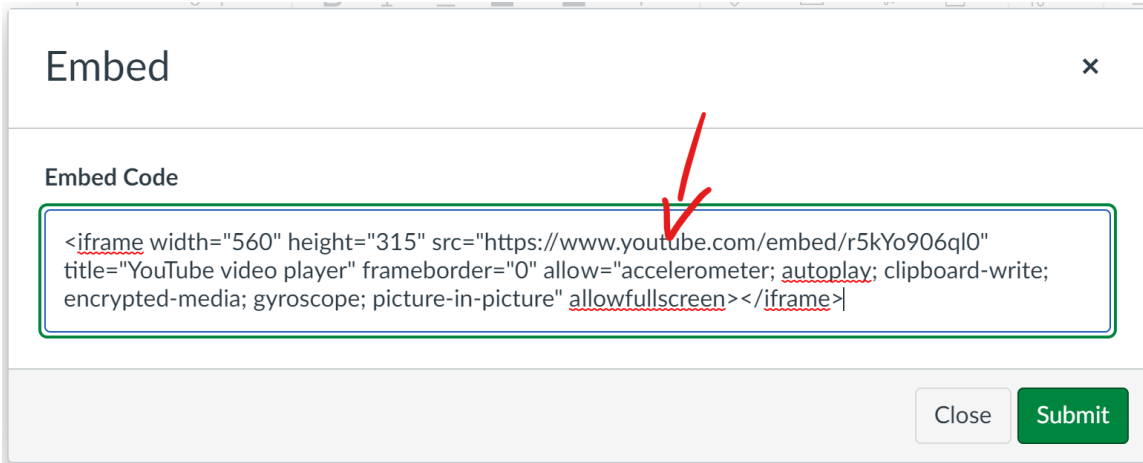 Embed
×
Embed Code
<iframe width="560" height="315" src="https://www.youtube.com/embed/r5kYo906ql0"
title="YouTube video player" frameborder="0" allow="accelerometer; autoplay; clipboard-write;
encrypted-media; gyroscope; picture-in-picture" allowfullscreen></iframe>
Close Submit